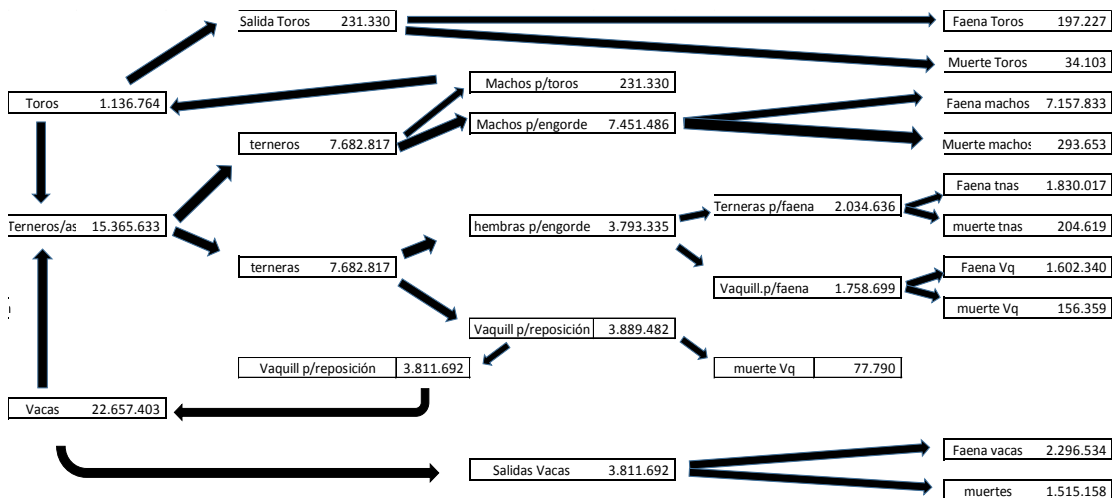 Salida Toros 231.330
Faena Toros 197.227
Muerte Toros 34.103
Machos p/toros 231.330
Toros 1.136.764
Faena machos 7.157.833
Machos p/engorde 7.451.486
terneros 7.682.817
Muerte machos 293.653
Faena tnas 1.830.017
Terneras p/faena 2.034.636
Terneros/as 15.365.633
hembras p/engorde 3.793.335
muerte tnas 204.619
terneras 7.682.817
Faena Vq 1.602.340
Vaquill.p/faena 1.758.699
muerte Vq 156.359
Vaquill p/reposición 3.889.482
Vaquill p/reposición 3.811.692
muerte Vq 77.790
Vacas 22.657.403
Faena vacas 2.296.534
Salidas Vacas 3.811.692
muertes 1.515.158